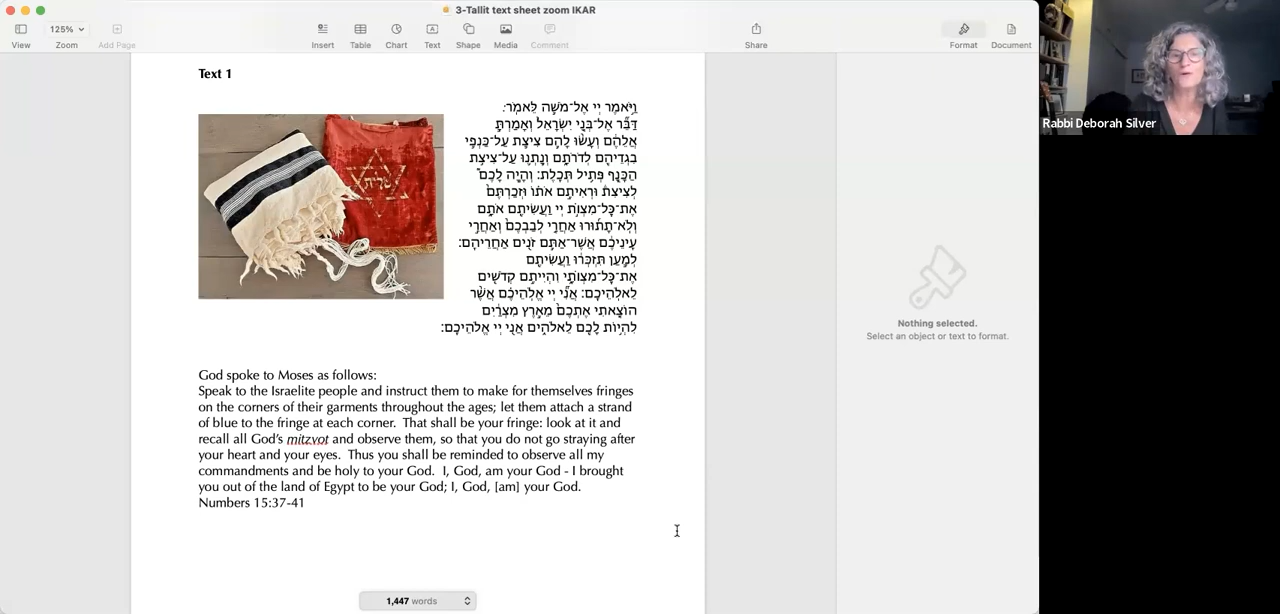 3-Tallit text sheet zoom IKAR
125%
View
Zoom
Add Page
Insert
Table
Chart
Text
Shape
Media
Comment
Share
Format
Document
Text 1
וַיֹּאמֶר יְיָ אֶל־מֹשֶׁה לֵּאמֹר:
דַּבֵּר אֶל־בְּנֵי יִשְׂרָאֵל וְאָמַרְתָּ
אֲלֵהֶם וְעָשׂוּ לָהֶם צִיצִת עַל־כַּנְפֵי
בִגְדֵיהֶם לְדֹרֹתָם וְנָתְנוּ עַל־צִיצִת
הַכָּנָף פְּתִיל תְּכֵלֶת: וְהָיָה לָכֶם
לְצִיצִת וּרְאִיתֶם אֹתוֹ וּזְכַרְתֶּם
אֶת־כָּל־מִצְוֹת יְיָ וַעֲשִׂיתֶם אֹתָם
וְלֹא־תָתוּרוּ אַחֲרֵי לְבַבְכֶם וְאַחֲרֵי
עֵינֵיכֶם אֲשֶׁר־אַתֶּם זֹנִים אַחֲרֵיהֶם:
לְמַעַן תִּזְכְּרוּ וַעֲשִׂיתֶם
אֶת־כָּל־מִצְוֹתָי וִהְיִיתֶם קְדֹשִׁים
לֵאלֹהֵיכֶם: אֲנִי יְיָ אֱלֹהֵיכֶם אֲשֶׁר
הוֹצֵאתִי אֶתְכֶם מֵאֶרֶץ מִצְרַיִם
לִהְיוֹת לָכֶם לֵאלֹהִים אֲנִי יְיָ אֱלֹהֵיכֶם:
טלית
God spoke to Moses as follows:
Speak to the Israelite people and instruct them to make for themselves fringes
on the corners of their garments throughout the ages; let them attach a strand
of blue to the fringe at each corner.  That shall be your fringe: look at it and
recall all God's mitzvot and observe them, so that you do not go straying after
your heart and your eyes.  Thus you shall be reminded to observe all my
commandments and be holy to your God.  I, God, am your God - I brought
you out of the land of Egypt to be your God; I, God, [am] your God.
Numbers 15:37-41
Nothing selected.
Select an object or text to format.
1,447 words
Rabbi Deborah Silver